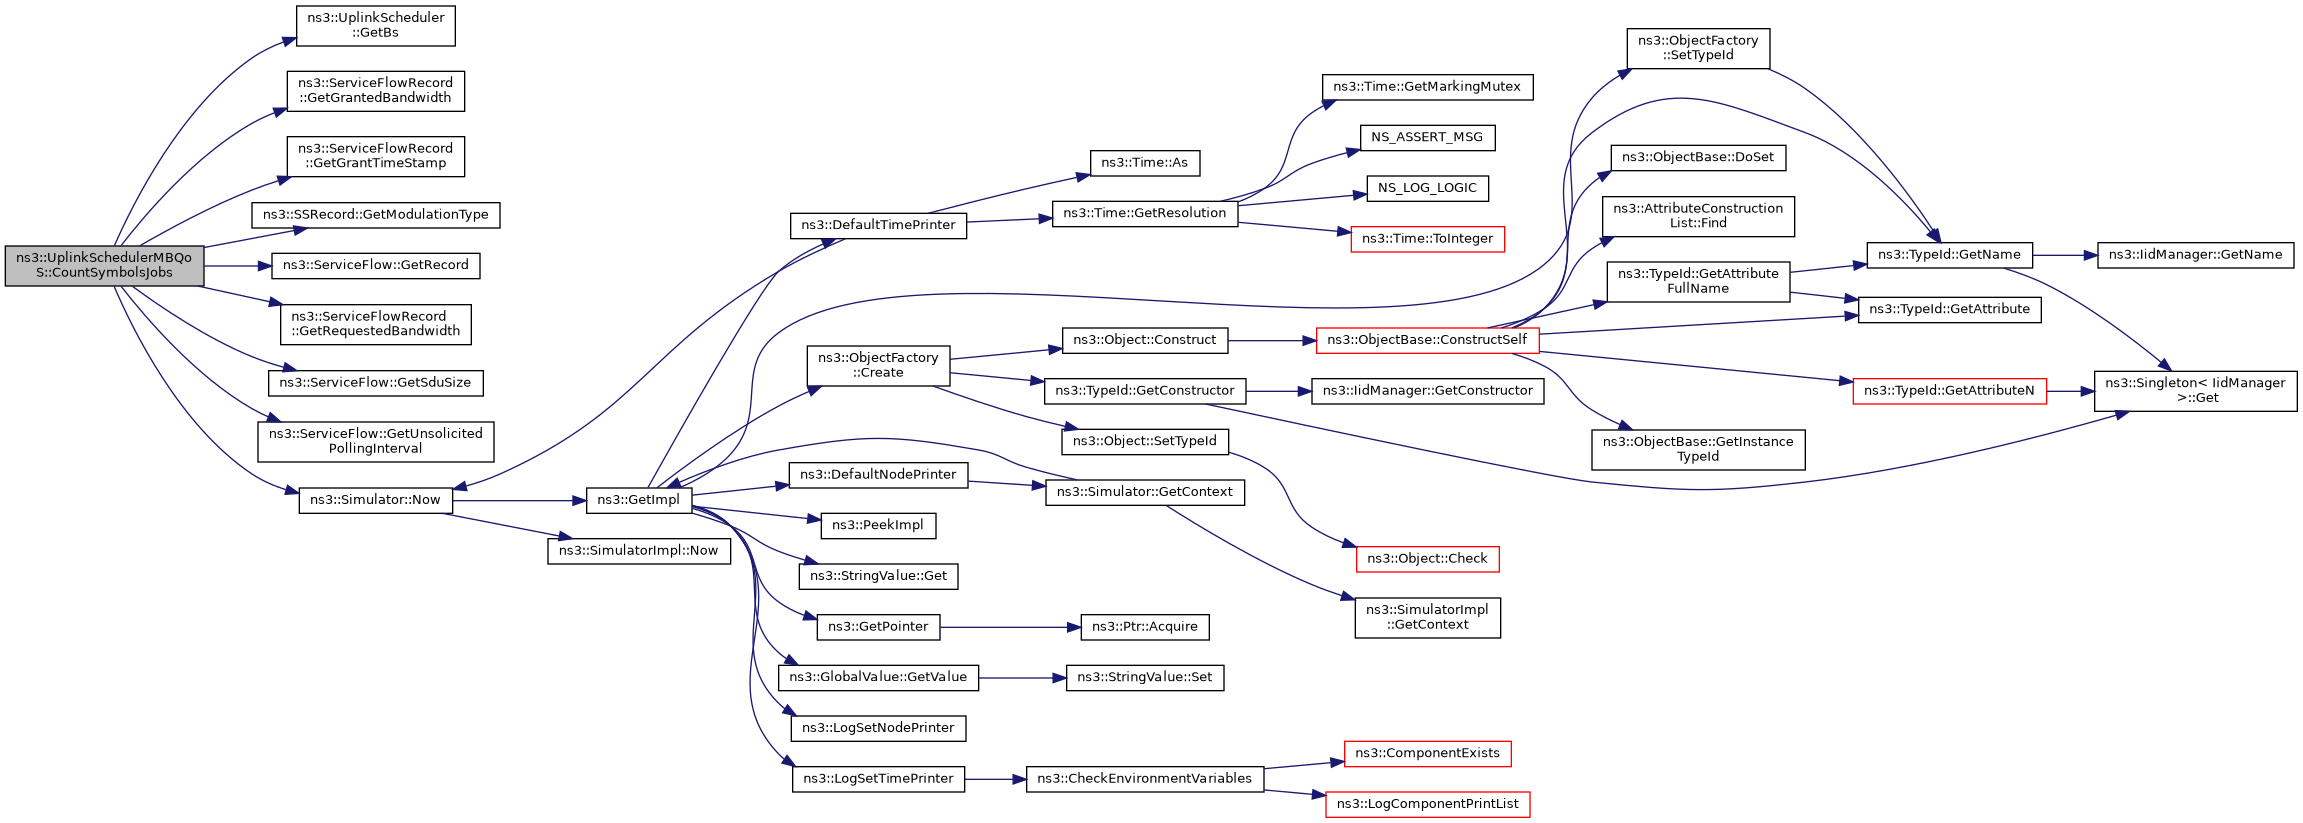 ns3::UplinkSchedulerMBQo
S::CountSymbolsJobs
ns3::UplinkScheduler
::GetBs
ns3::ServiceFlowRecord
::GetGrantedBandwidth
ns3::ServiceFlowRecord
::GetGrantTimeStamp
ns3::SSRecord::GetModulationType
ns3::ServiceFlow::GetRecord
ns3::ServiceFlowRecord
::GetRequestedBandwidth
ns3::ServiceFlow::GetSduSize
ns3::ServiceFlow::GetUnsolicited
PollingInterval
ns3::Simulator::Now
ns3::GetImpl
ns3::SimulatorImpl::Now
ns3::DefaultTimePrinter
ns3::ObjectFactory
::Create
ns3::DefaultNodePrinter
ns3::PeekImpl
ns3::StringValue::Get
ns3::GetPointer
ns3::GlobalValue::GetValue
ns3::LogSetNodePrinter
ns3::LogSetTimePrinter
ns3::Time::As
ns3::Time::GetResolution
ns3::Object::Construct
ns3::TypeId::GetConstructor
ns3::Object::SetTypeId
ns3::Simulator::GetContext
ns3::Ptr::Acquire
ns3::StringValue::Set
ns3::CheckEnvironmentVariables
ns3::Time::GetMarkingMutex
NS_ASSERT_MSG
NS_LOG_LOGIC
ns3::Time::ToInteger
ns3::ObjectBase::ConstructSelf
ns3::IidManager::GetConstructor
ns3::Object::Check
ns3::SimulatorImpl
::GetContext
ns3::ComponentExists
ns3::LogComponentPrintList
ns3::ObjectFactory
::SetTypeId
ns3::ObjectBase::DoSet
ns3::AttributeConstruction
List::Find
ns3::TypeId::GetAttribute
FullName
ns3::ObjectBase::GetInstance
TypeId
ns3::TypeId::GetName
ns3::TypeId::GetAttribute
ns3::TypeId::GetAttributeN
ns3::IidManager::GetName
ns3::Singleton< IidManager
>::Get